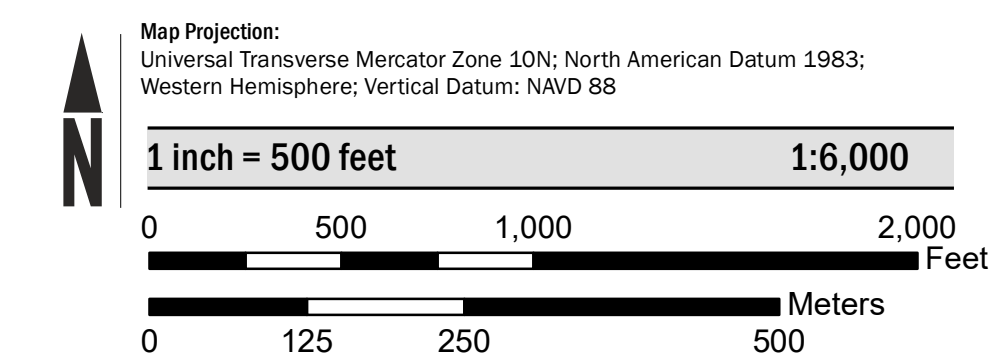 Map Projection:
Universal Transverse Mercator Zone 10N; North American Datum 1983;
Western Hemisphere; Vertical Datum: NAVD 88
N
1 inch = 500 feet 1:6,000
0 500 1,000 2,000
Feet
Meters
0 125 250 500